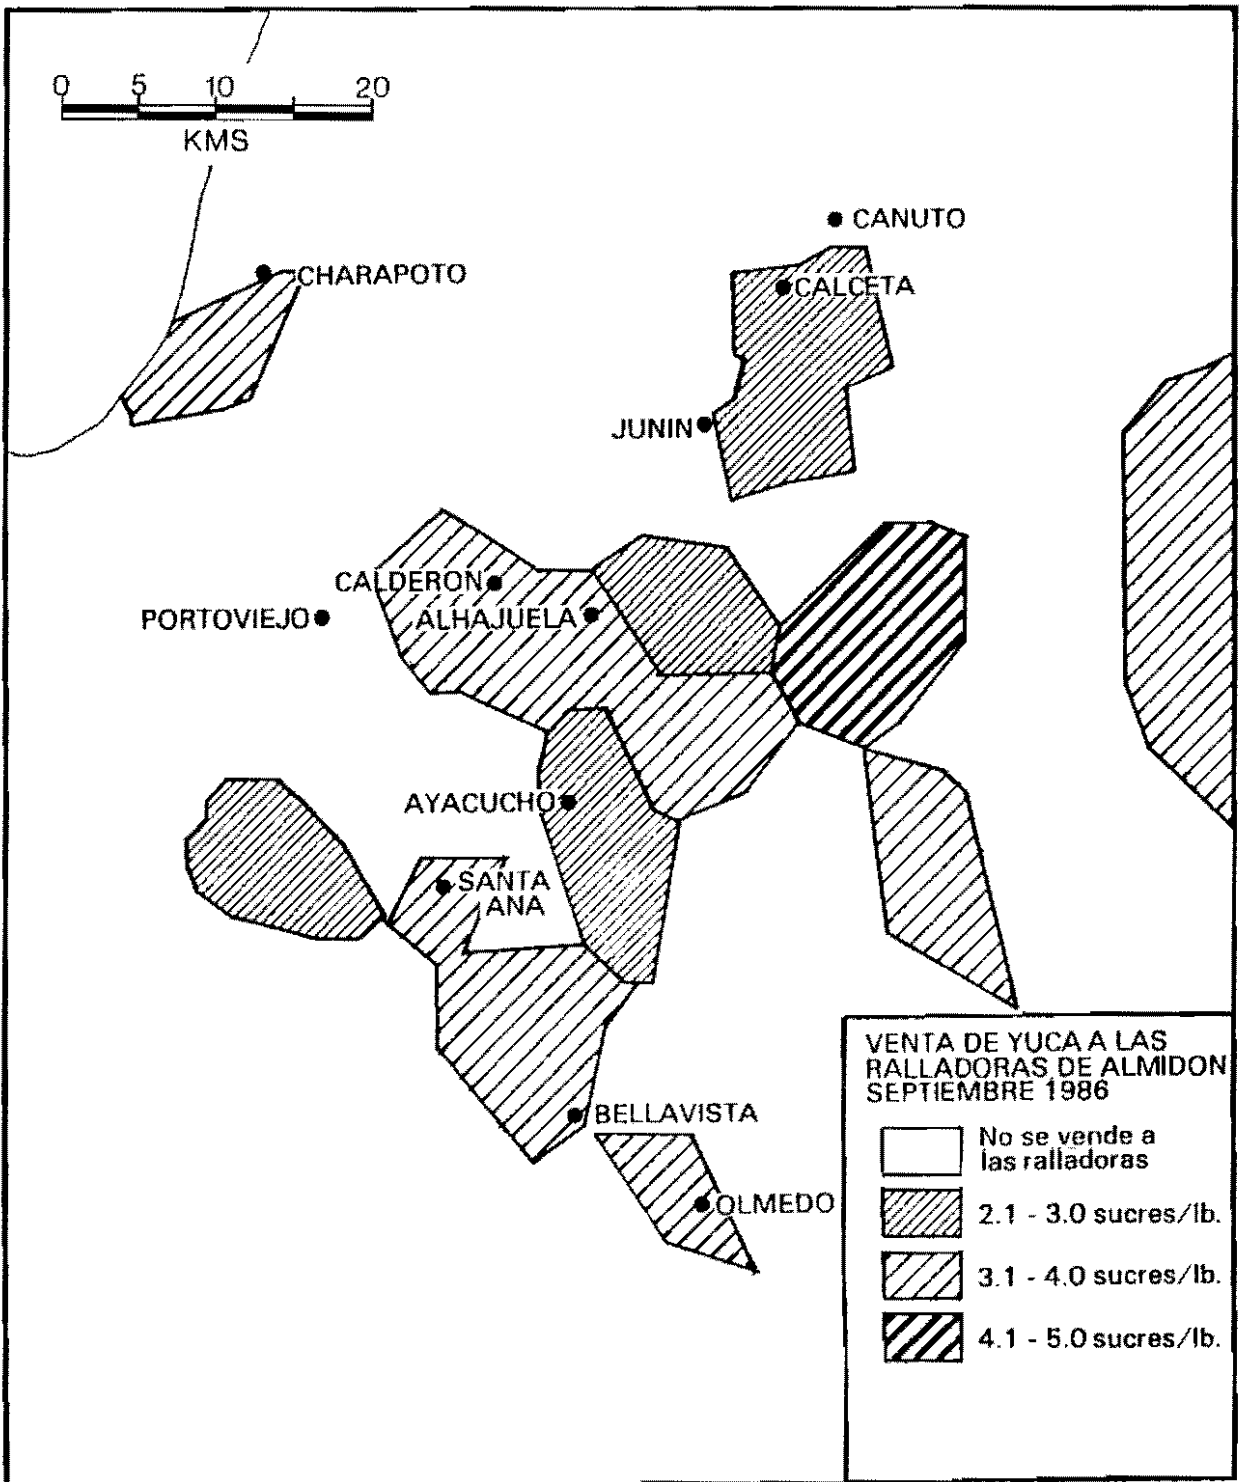 0 5 10 20
KMS
CANUTO
CHARAPOTO
CALCETA
JUNIN
CALDERON
PORTOVIEJO
ALHAJUELA
AYACUCHO
SANTA
ANA
BELLAVISTA
OLMEDO
VENTA DE YUCA A LAS
RALLADORAS DE ALMIDON
SEPTIEMBRE 1986
No se vende a
las ralladoras
2.1 - 3.0 sucres/lb.
3.1 - 4.0 sucres/lb.
4.1 - 5.0 sucres/lb.